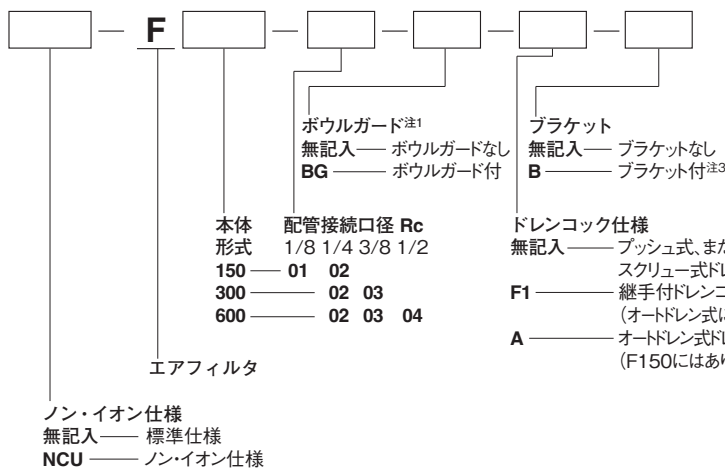 — F — — — —
ボウルガード注1
無記入 — ボウルガードなし
BG — ボウルガード付
ブラケット
無記入 — ブラケットなし
B — ブラケット付注3
本体
形式
150 — 01 02
300 — 02 03
600 — 02 03 04
配管接続口径 Rc
1/8 1/4 3/8 1/2
ドレンコック仕様
無記入 — プッシュ式、また
スクリュー式ドレ
F1 — 継手付ドレンコ
（オートドレン式に
A — オートドレン式ドレ
（F150にはあり
エアフィルタ
ノン・イオン仕様
無記入 — 標準仕様
NCU — ノン・イオン仕様